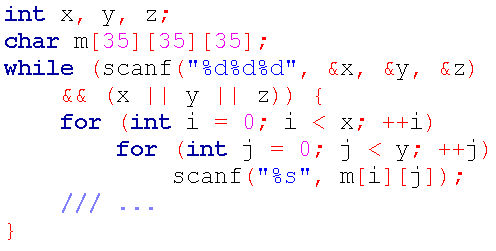 int x, y, z;
char m[35][35][35];
while (scanf("%d%d%d", &x, &y, &z)
    && (x || y || z)) {
    for (int i = 0; i < x; ++i)
        for (int j = 0; j < y; ++j)
            scanf("%s", m[i][j]);
    /// ...
}